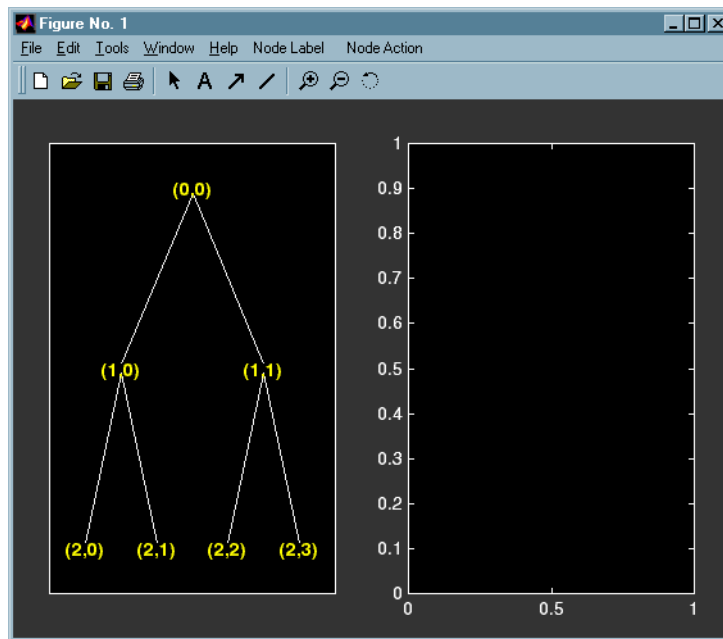 Figure No. 1
File Edit Tools Window Help Node Label Node Action
A
(0,0)
(1,0) (1,1)
(2,0) (2,1) (2,2) (2,3)
1
0.9
0.8
0.7
0.6
0.5
0.4
0.3
0.2
0.1
0
0 0.5 1